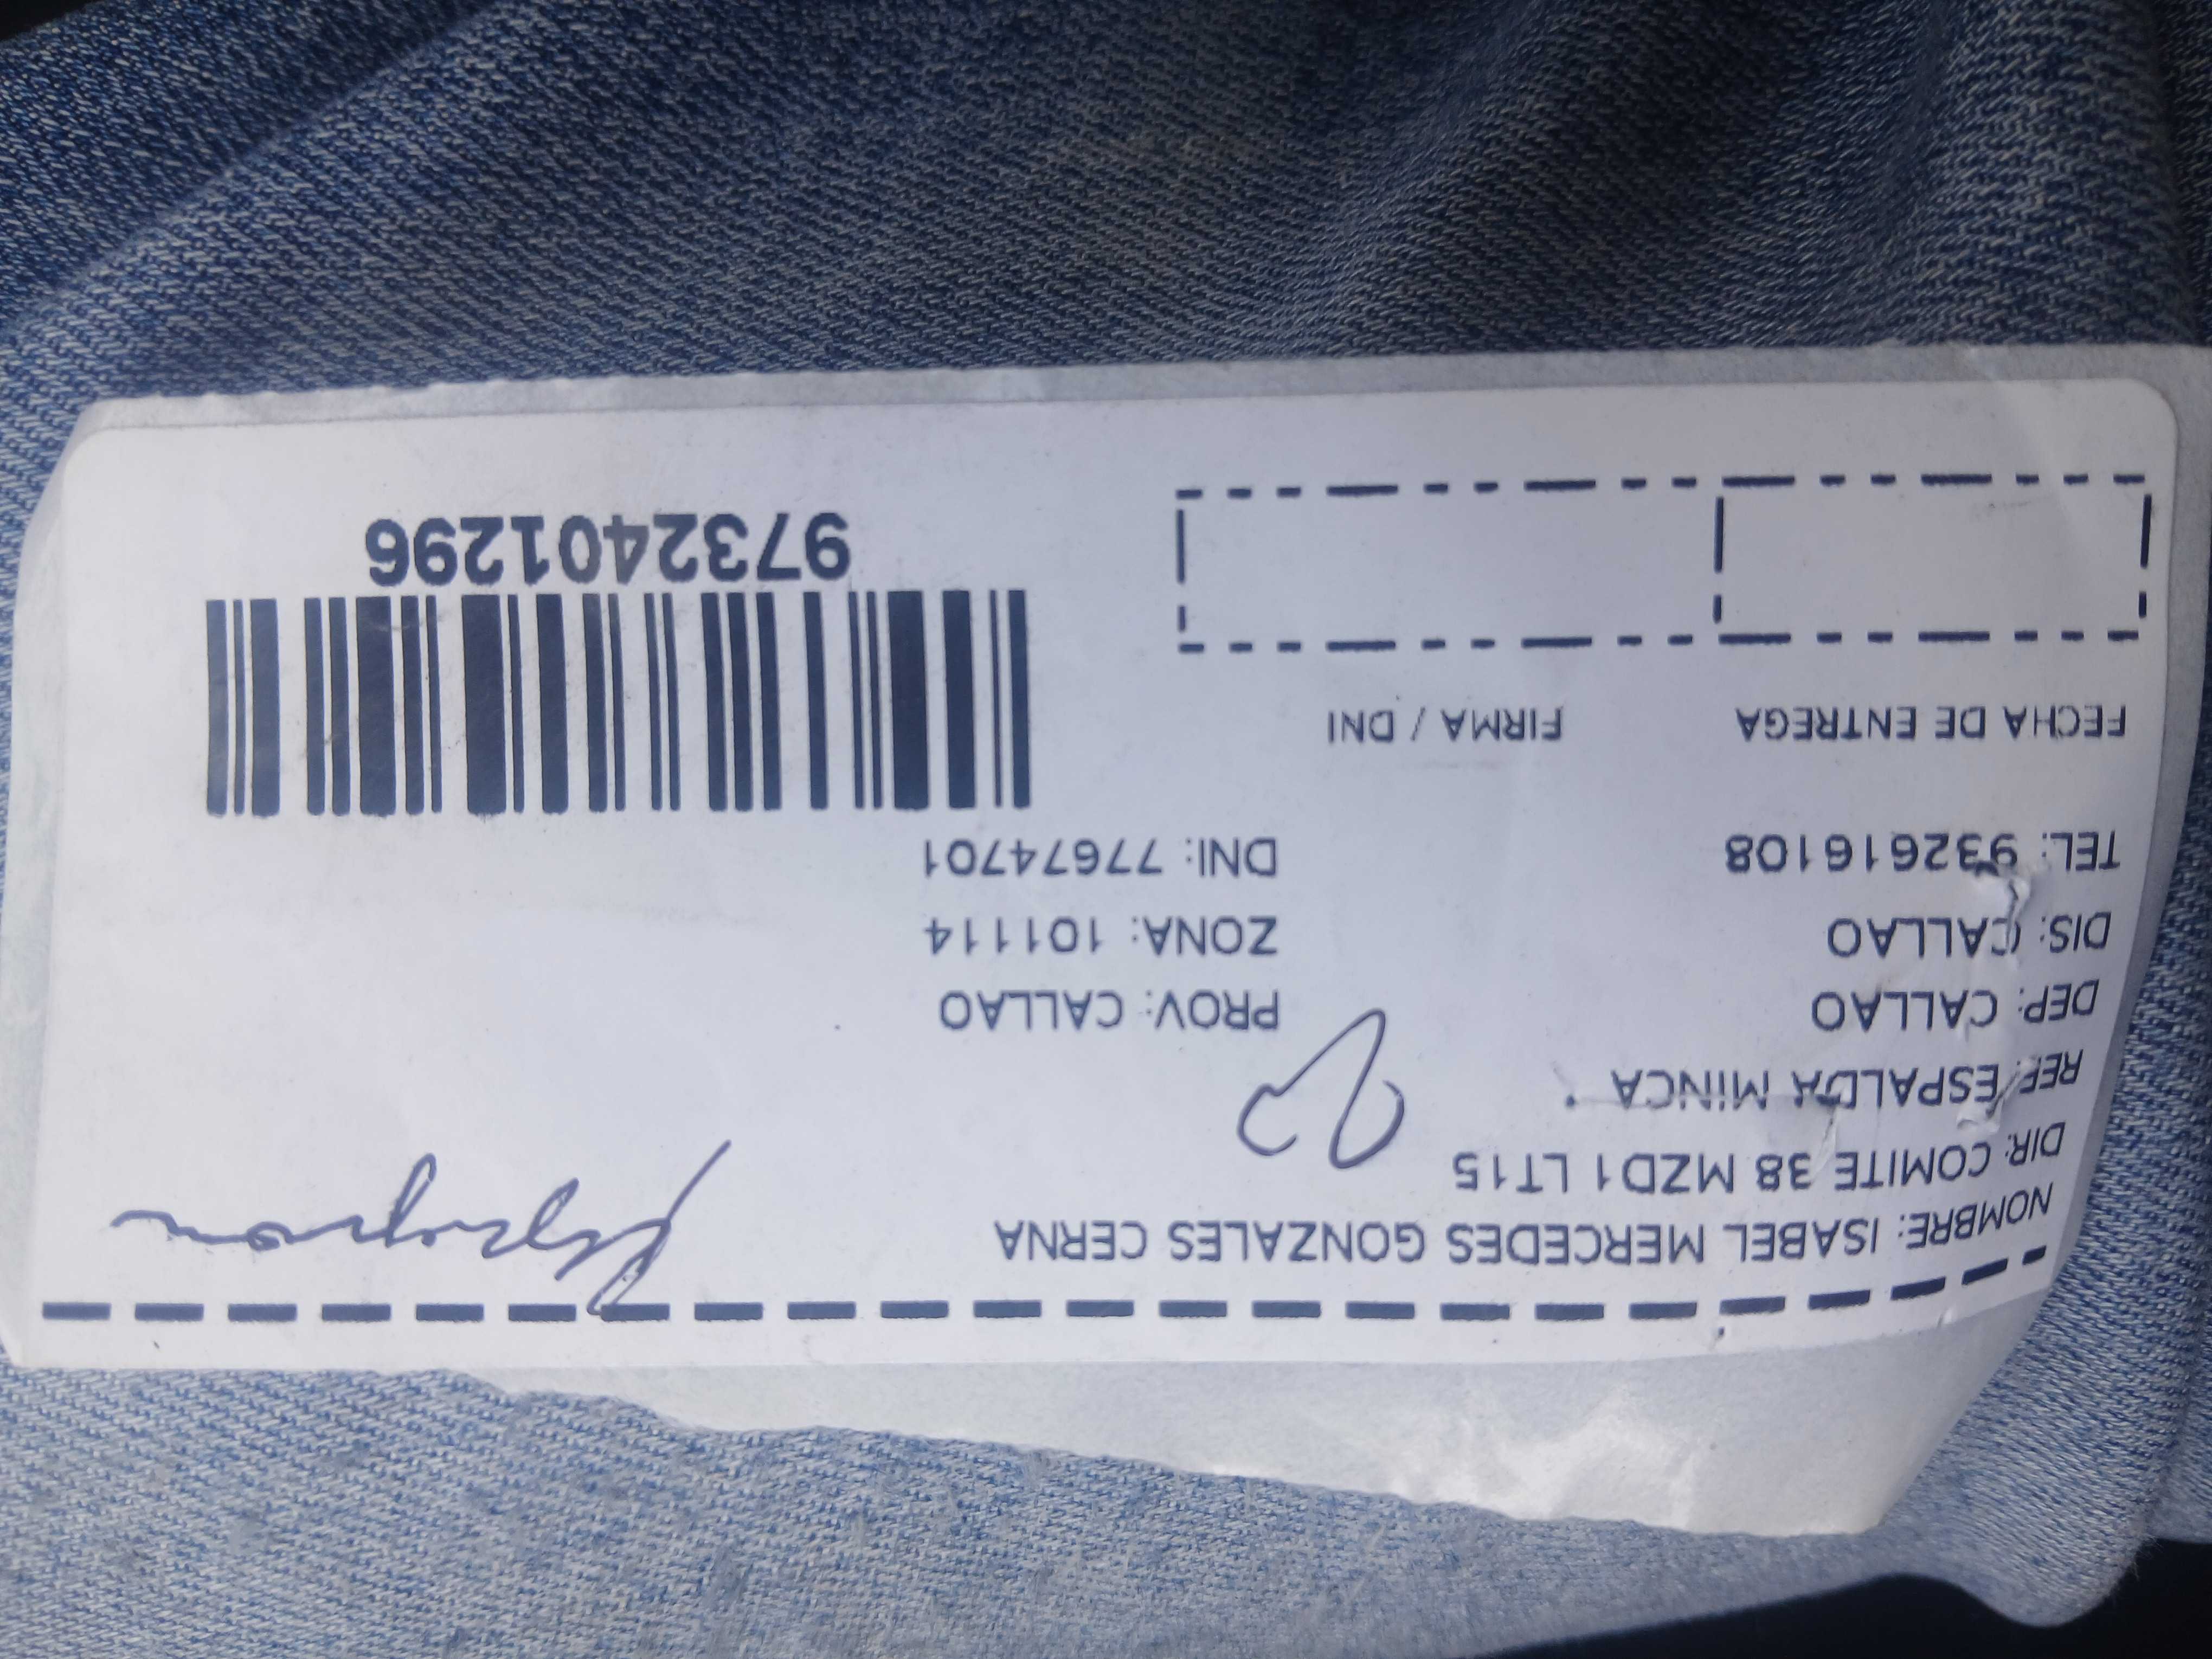 NOMBRE: ISABEL MERCEDES GONZALES CERNA
DIR: COMITE 38 MZD1 LT15
REF: ESPALDA MINCA
DEP: CALLAO PROV: CALLAO
DIS: CALLAO ZONA: 101114
TEL: 932616108 DNI: 77674701
FECHA DE ENTREGA FIRMA / DNI
9732401296